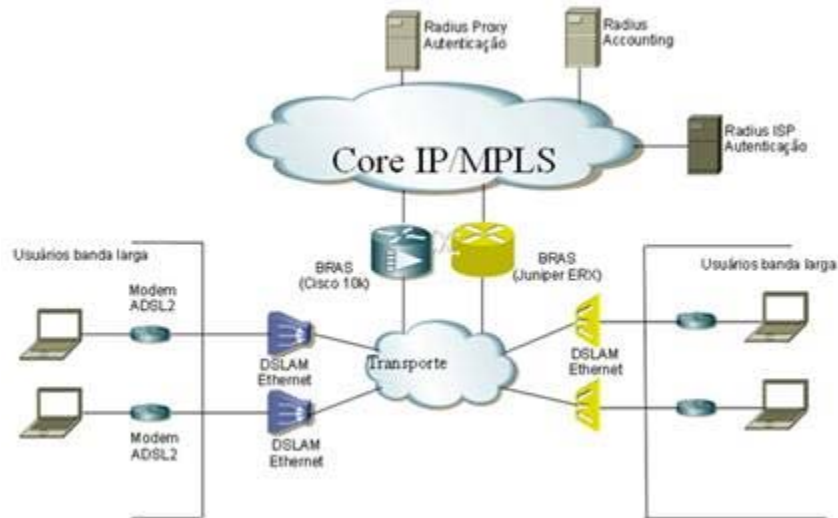 Radius Proxy
Autenticação
Radius
Accounting
Radius ISP
Autenticação
Core IP/MPLS
Usuários banda larga
BRAS
(Cisco 10k)
BRAS
(Juniper ERX)
Usuários banda larga
Modem
ADSL2
DSLAM
Ethernet
Transporte
DSLAM
Ethernet
Modem
ADSL2
DSLAM
Ethernet